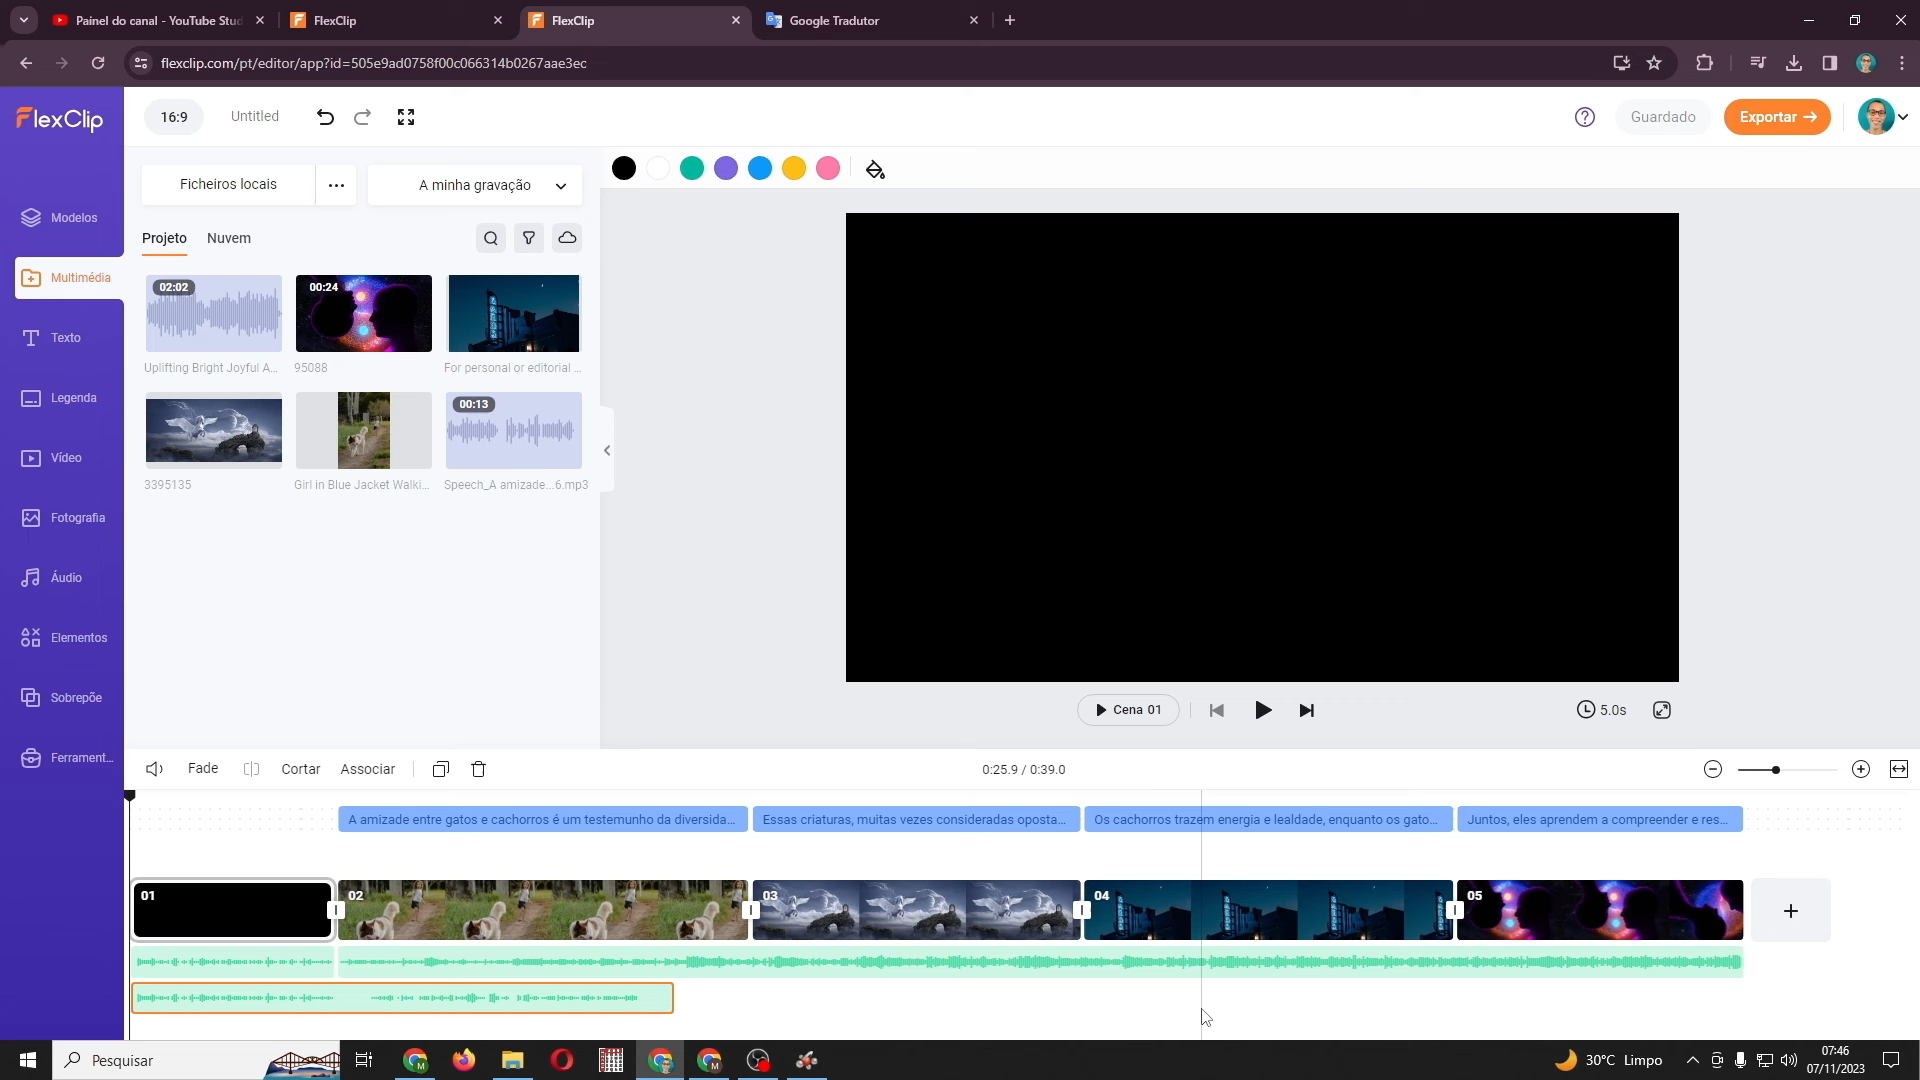 Painel do canal - YouTube Stud
FlexClip
FlexClip
Google Tradutor
flexclip.com/pt/editor/app?id=505e9ad0758f00c066314b0267aae3ec
FlexClip
16:9
Untitled
Guardado
Exportar
Ficheiros locais
A minha gravação
Modelos
Projeto
Nuvem
Multimédia
02:02
00:24
Texto
Uplifting Bright Joyful A...
95088
For personal or editorial ...
Legenda
00:13
Vídeo
3395135
Girl in Blue Jacket Walki...
Speech_A amizade...6.mp3
Fotografia
Áudio
Elementos
Sobrepõe
Cena 01
5.0s
Ferrament...
Fade
Cortar
Associar
0:25.9 / 0:39.0
A amizade entre gatos e cachorros é um testemunho da diversida...
Essas criaturas, muitas vezes consideradas oposta...
Os cachorros trazem energia e lealdade, enquanto os gato...
Juntos, eles aprendem a compreender e res...
01
02
03
04
05
Pesquisar
30°C Limpo
07:46
07/11/2023